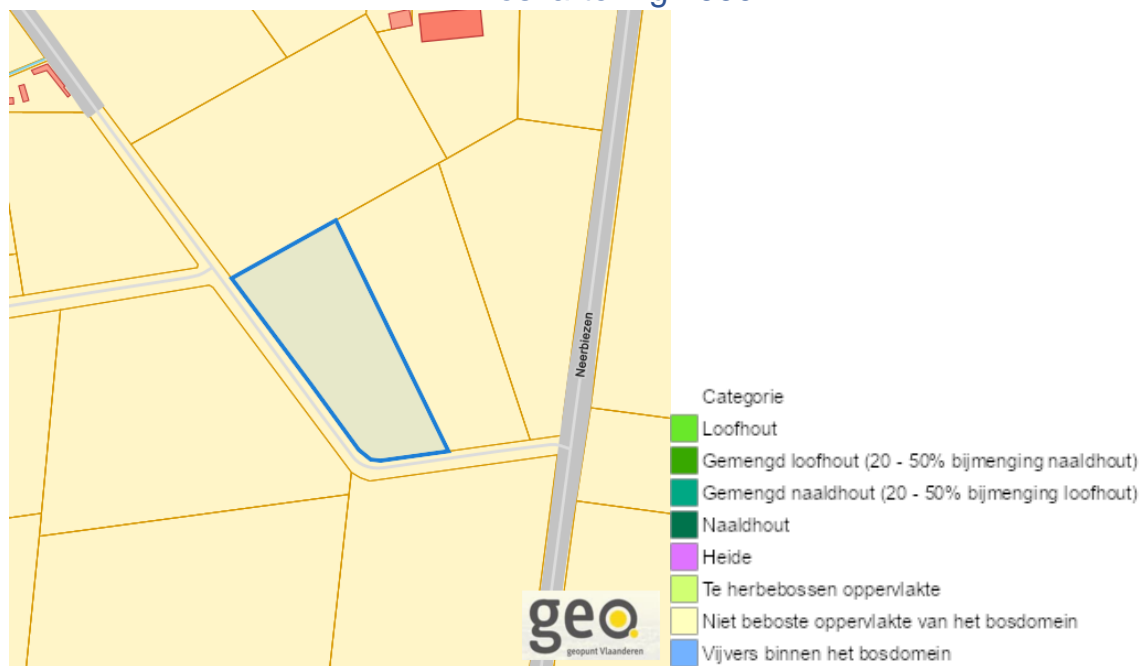 Neerbiezen
Categorie
Loofhout
Gemengd loofhout (20 - 50% bijmenging naaldhout)
Gemengd naaldhout (20 - 50% bijmenging loofhout)
Naaldhout
Heide
Te herbebossen oppervlakte
Niet beboste oppervlakte van het bosdomein
Vijvers binnen het bosdomein
geo
geopunt Vlaanderen